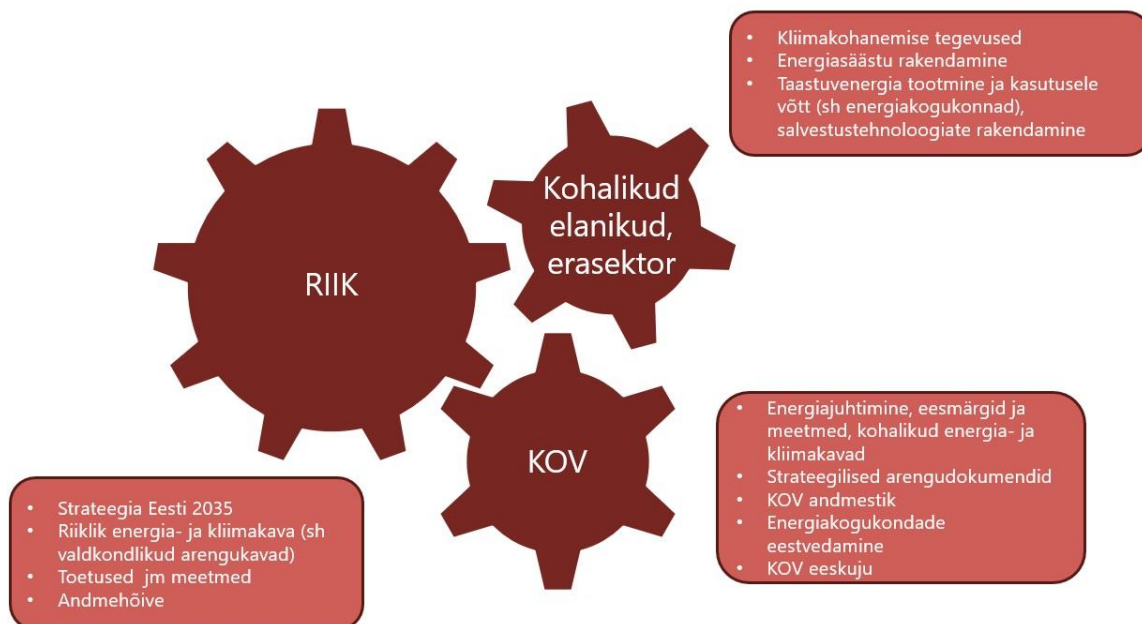 • Kliimakohanemise tegevused
• Energiasäästu rakendamine
• Taastuvenergia tootmine ja kasutusele
võtt (sh energiakogukonnad),
salvestustehnoloogiate rakendamine
Kohalikud
elanikud,
erasektor
RIIK
KOV
• Energiajuhtimine, eesmärgid ja
meetmed, kohalikud energia- ja
kliimakavad
• Strateegilised arengudokumendid
• KOV andmestik
• Energiakogukondade
eestvedamine
• KOV eeskuju
• Strateegia Eesti 2035
• Riiklik energia- ja kliimakava (sh
valdkondlikud arengukavad)
• Toetused jm meetmed
• Andmehõive